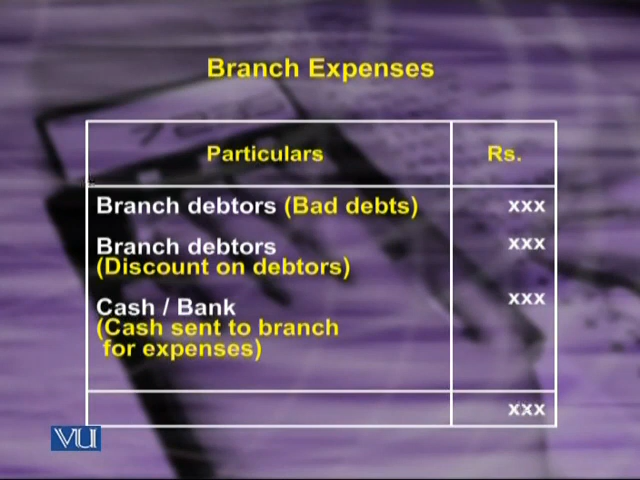 Branch Expenses
Particulars Rs.
Branch debtors (Bad debts) xxx
Branch debtors xxx
(Discount on debtors)
Cash / Bank xxx
(Cash sent to branch
for expenses)
xxx
VU